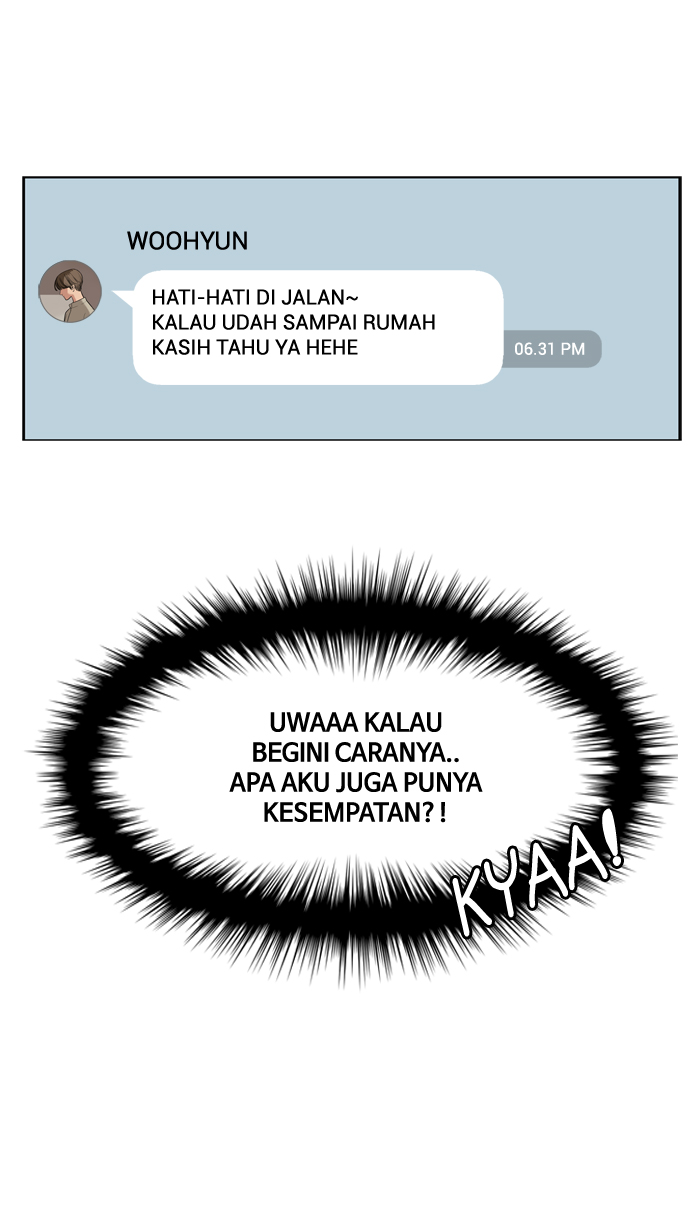 WOOHYUN
HATI-HATI DI JALAN~
KALAU UDAH SAMPAI RUMAH
KASIH TAHU YA HEHE
06.31 PM
UWAAA KALAU
BEGINI CARANYA..
APA AKU JUGA PUNYA
KESEMPATAN?!
KYAA!